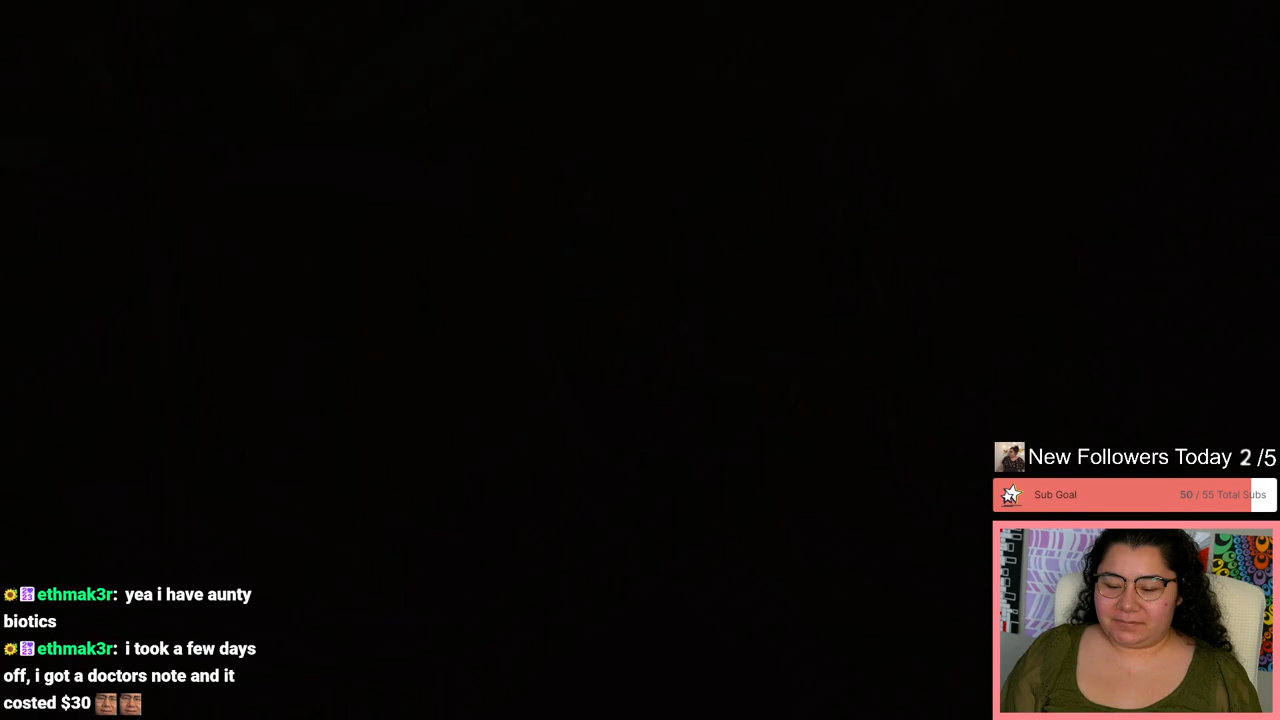 New Followers Today 2 /5
Sub Goal 50 / 55 Total Subs
ethmak3r: yea i have aunty
biotics
ethmak3r: i took a few days
off, i got a doctors note and it
costed $30